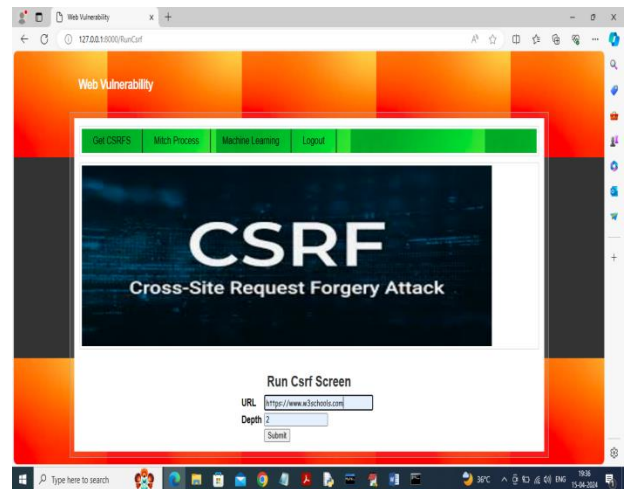 Web Vulnerability
127.0.0.1:8000/RunCsrf
Web Vulnerability
Get CSRFS Mitch Process Machine Learning Logout
CSRF
Cross-Site Request Forgery Attack
Run Csrf Screen
URL https://www.w3schools.com
Depth 2
Submit
Type here to search 36°C ENG 19:36
15-04-2024